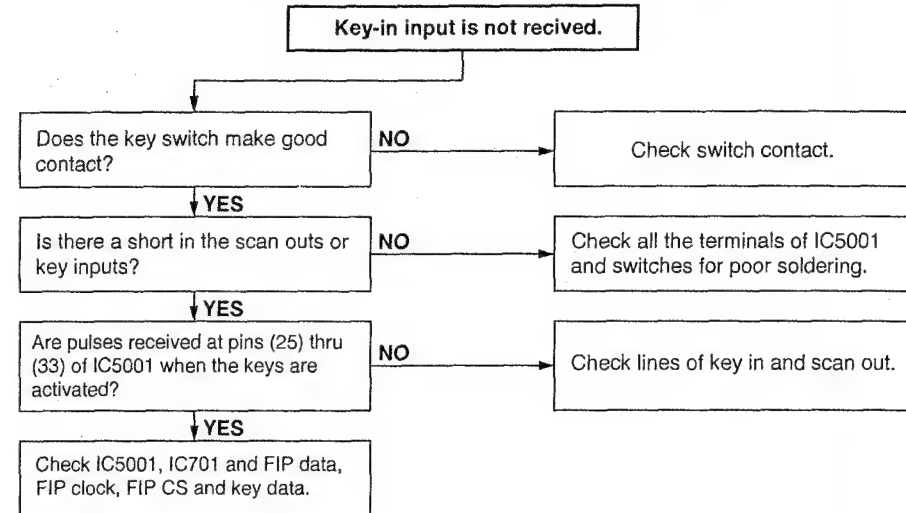 Key-in input is not recived.
Does the key switch make good
contact?
NO
Check switch contact.
YES
Is there a short in the scan outs or
key inputs?
NO
Check all the terminals of IC5001
and switches for poor soldering.
YES
Are pulses received at pins (25) thru
(33) of IC5001 when the keys are
activated?
NO
Check lines of key in and scan out.
YES
Check IC5001, IC701 and FIP data,
FIP clock, FIP CS and key data.